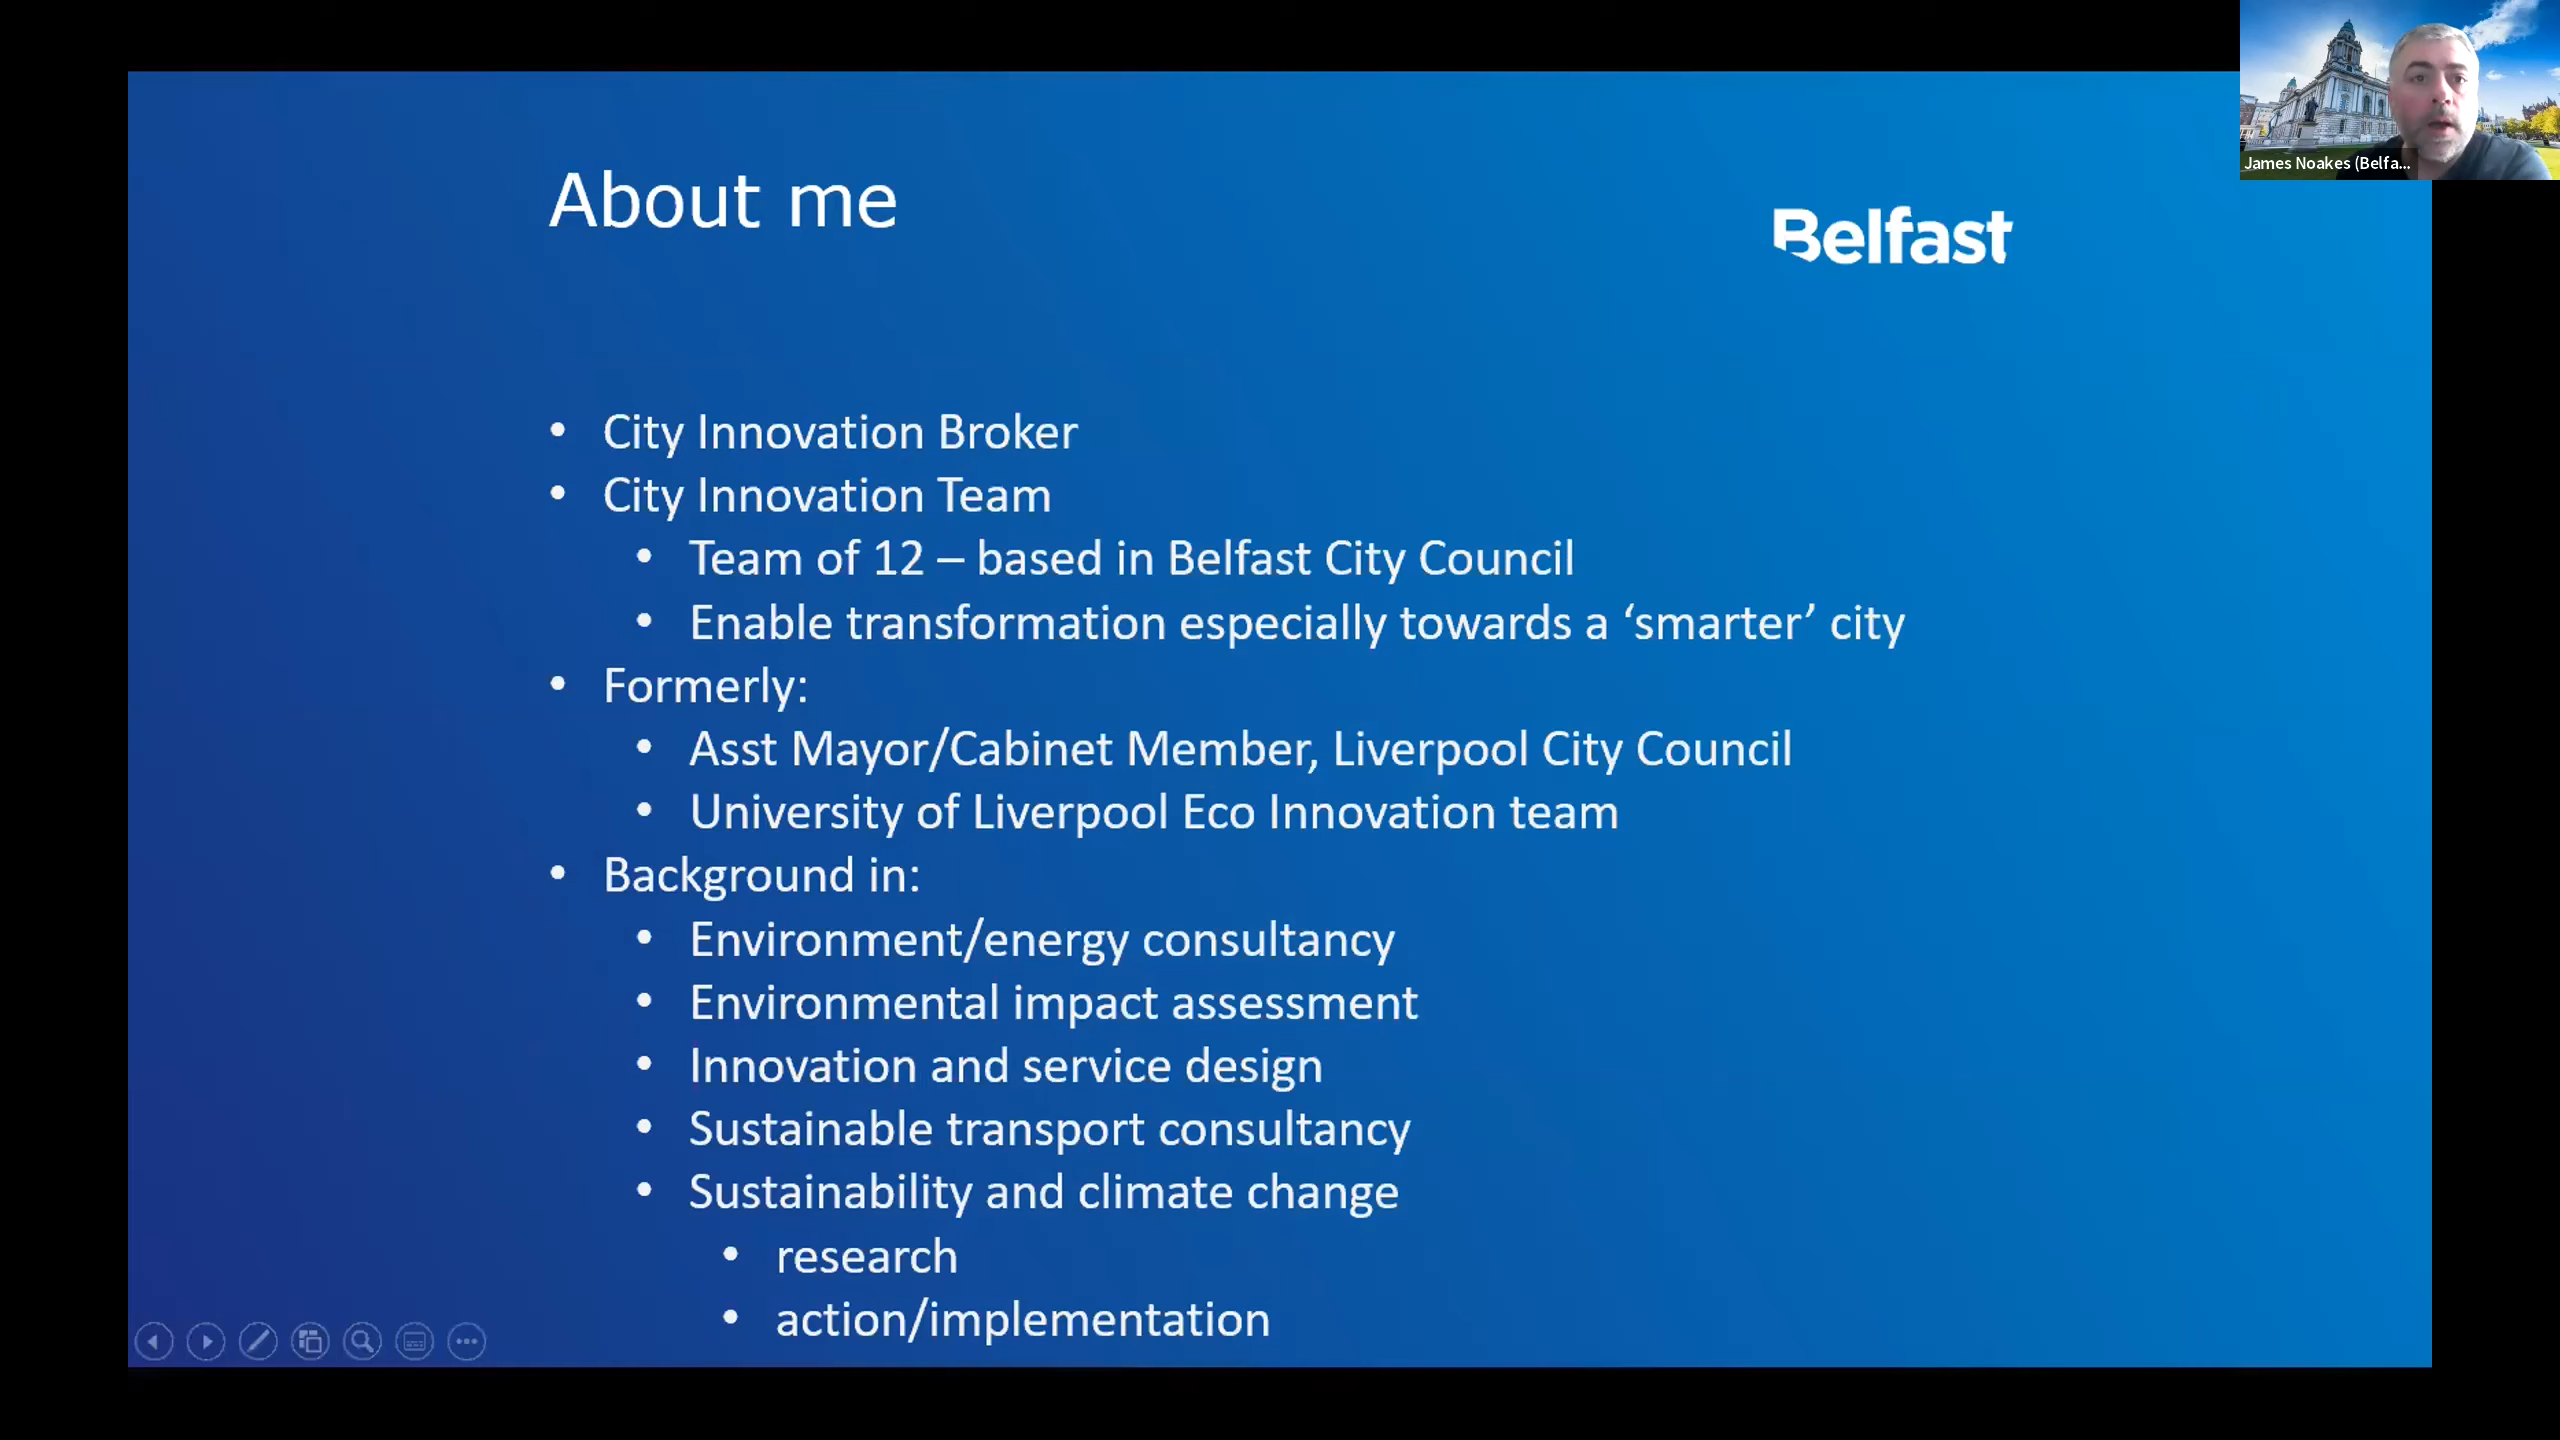 James Noakes (Belfa...
About me
Belfast
• City Innovation Broker
• City Innovation Team
• Team of 12 – based in Belfast City Council
• Enable transformation especially towards a ‘smarter’ city
• Formerly:
• Asst Mayor/Cabinet Member, Liverpool City Council
• University of Liverpool Eco Innovation team
• Background in:
• Environment/energy consultancy
• Environmental impact assessment
• Innovation and service design
• Sustainable transport consultancy
• Sustainability and climate change
• research
• action/implementation